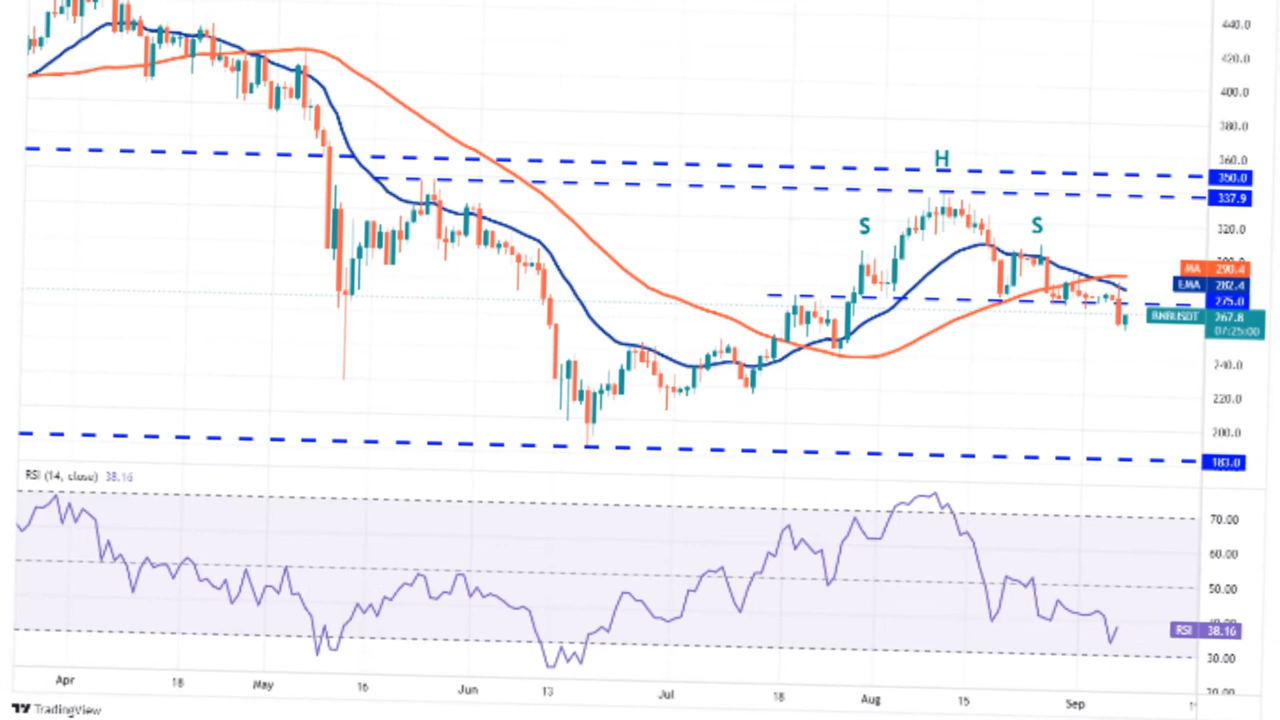 440.0
420.0
400.0
380.0
360.0
350.0
337.9
H
S
S
320.0
MA 290.4
EMA 282.4
275.0
BNBUSDT 267.8
07:25:00
240.0
220.0
200.0
183.0
RSI (14, close) 38.16
70.00
60.00
50.00
RSI 38.16
30.00
Apr 18 May 16 Jun 13 Jul 18 Aug 15 Sep
TradingView